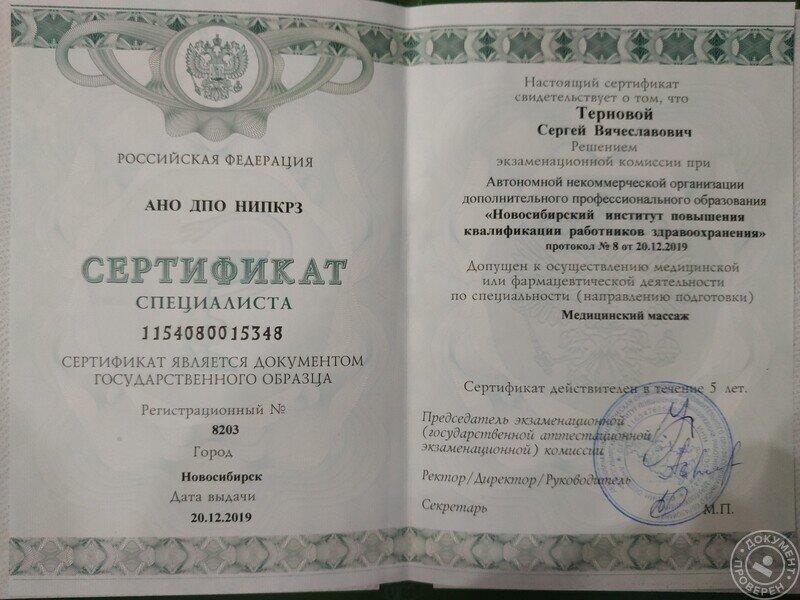 РОССИЙСКАЯ ФЕДЕРАЦИЯ
АНО ДПО НИПКРЗ
СЕРТИФИКАТ
СПЕЦИАЛИСТА
1154080015348
СЕРТИФИКАТ ЯВЛЯЕТСЯ ДОКУМЕНТОМ
ГОСУДАРСТВЕННОГО ОБРАЗЦА
Регистрационный №
8203
Город
Новосибирск
Дата выдачи
20.12.2019
Настоящий сертификат
свидетельствует о том, что
Терновой
Сергей Вячеславович
Решением
экзаменационной комиссии при
Автономной некоммерческой организации
дополнительного профессионального образования
«Новосибирский институт повышения
квалификации работников здравоохранения»
протокол № 8 от 20.12.2019
Допущен к осуществлению медицинской
или фармацевтической деятельности
по специальности (направлению подготовки)
Медицинский массаж
Сертификат действителен в течение 5 лет.
Председатель экзаменационной
(государственной аттестационной,
экзаменационной) комиссии
Ректор/Директор/Руководитель
Секретарь
М.П.
ДОКУМЕНТ
ПРОВЕРЕН